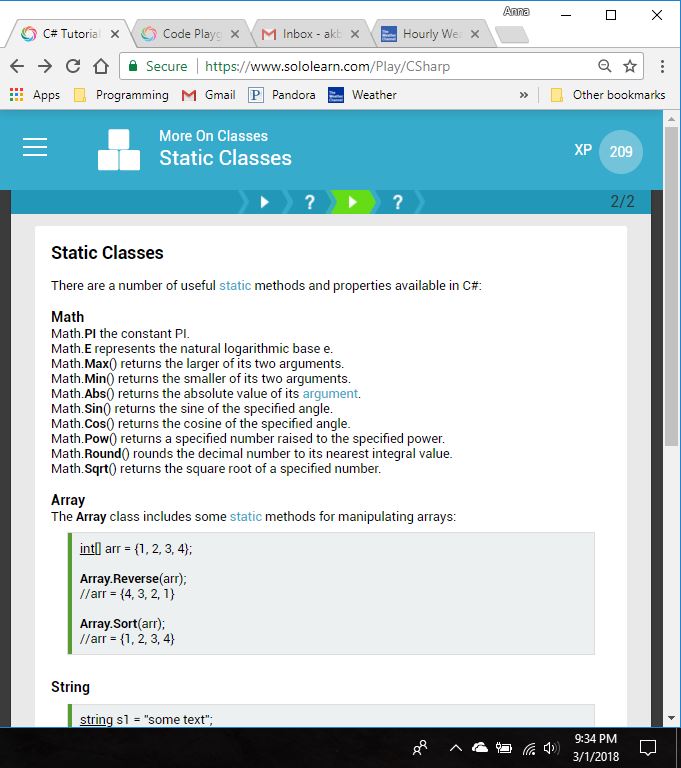 Anna
C# Tutorial
Code Playg
Inbox - akb
Hourly Wea
Secure
https://www.sololearn.com/Play/CSharp
Apps
Programming
Gmail
P Pandora
Weather
»
Other bookmarks
More On Classes
Static Classes
XP 209
?
?
2/2
Static Classes
There are a number of useful static methods and properties available in C#:
Math
Math.PI the constant PI.
Math.E represents the natural logarithmic base e.
Math.Max() returns the larger of its two arguments.
Math.Min() returns the smaller of its two arguments.
Math.Abs() returns the absolute value of its argument.
Math.Sin() returns the sine of the specified angle.
Math.Cos() returns the cosine of the specified angle.
Math.Pow() returns a specified number raised to the specified power.
Math.Round() rounds the decimal number to its nearest integral value.
Math.Sqrt() returns the square root of a specified number.
Array
The Array class includes some static methods for manipulating arrays:
int[] arr = {1, 2, 3, 4};
Array.Reverse(arr);
//arr = {4, 3, 2, 1}
Array.Sort(arr);
//arr = {1, 2, 3, 4}
String
string s1 = "some text";
9:34 PM
3/1/2018